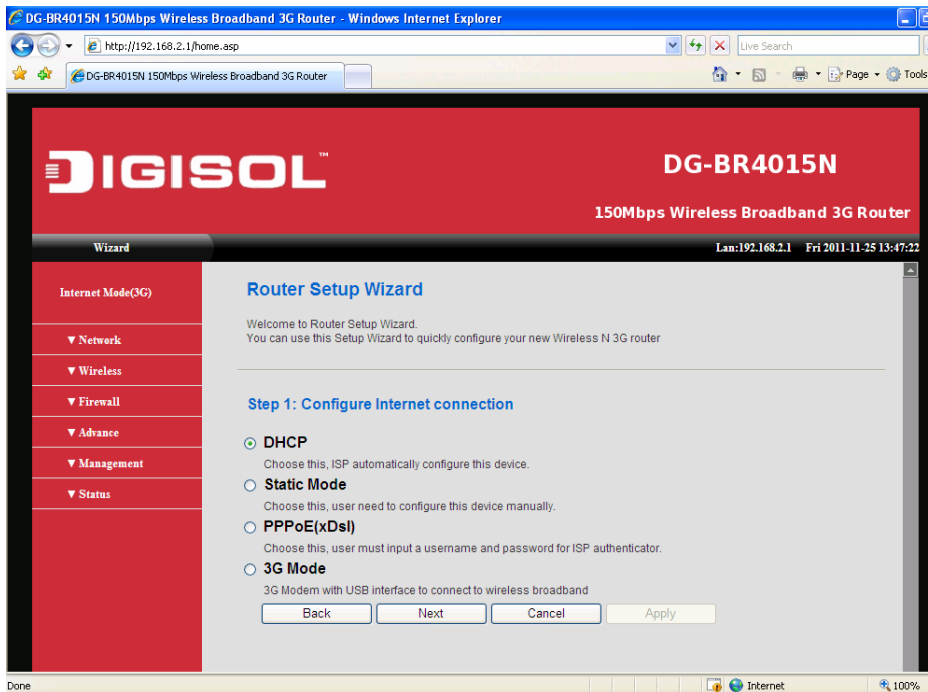 DG-BR4015N 150Mbps Wireless Broadband 3G Router - Windows Internet Explorer
http://192.168.2.1/home.asp
Live Search
DG-BR4015N 150Mbps Wireless Broadband 3G Router
Page
Tools
DIGISOL™
DG-BR4015N
150Mbps Wireless Broadband 3G Router
Wizard
Lan:192.168.2.1 Fri 2011-11-25 13:47:22
Internet Mode(3G)
▼ Network
▼ Wireless
▼ Firewall
▼ Advance
▼ Management
▼ Status
Router Setup Wizard
Welcome to Router Setup Wizard.
You can use this Setup Wizard to quickly configure your new Wireless N 3G router
Step 1: Configure Internet connection
DHCP
Choose this, ISP automatically configure this device.
Static Mode
Choose this, user need to configure this device manually.
PPPoE(xDsl)
Choose this, user must input a username and password for ISP authenticator.
3G Mode
3G Modem with USB interface to connect to wireless broadband
Back Next Cancel Apply
Done
Internet
100%